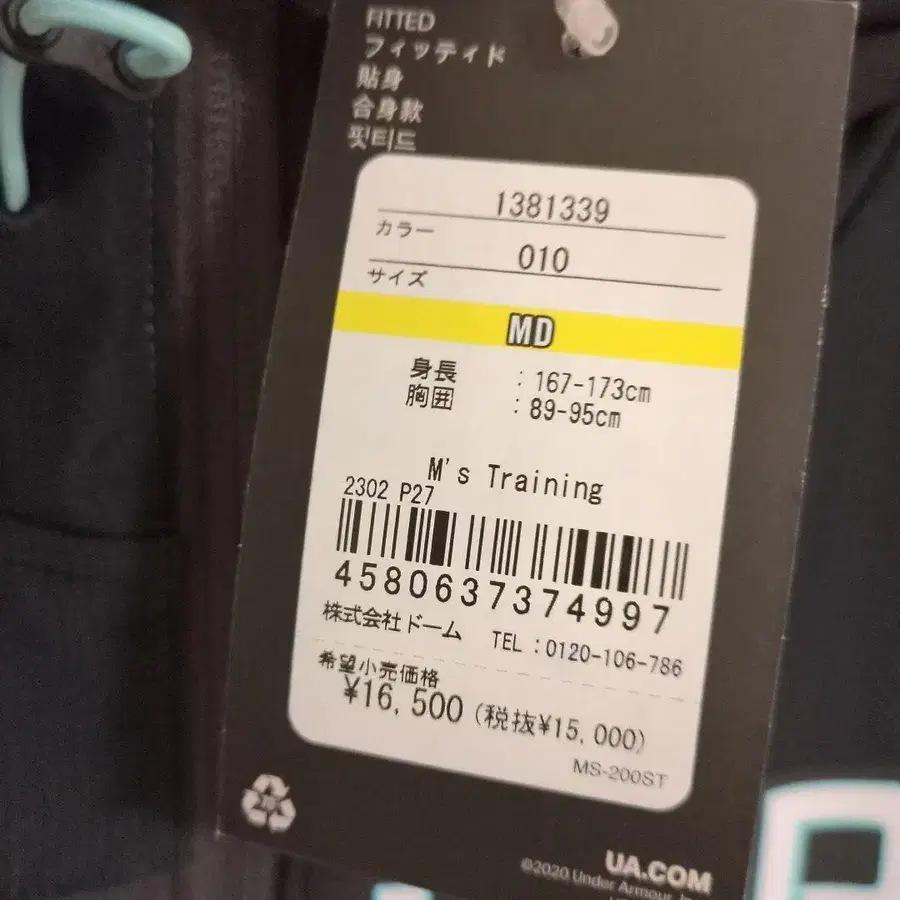 FITTED
フィッティド
貼身
合身款
핏티드
1381339
カラー
010
サイズ
MD
身長 : 167-173cm
胸囲 : 89-95cm
M's Training
2302 P27
4580637374997
株式会社ドーム TEL:0120-106-786
希望小売価格
¥16,500 (税抜¥15,000)
MS-200ST
UA.COM
©2020 Under Armour,